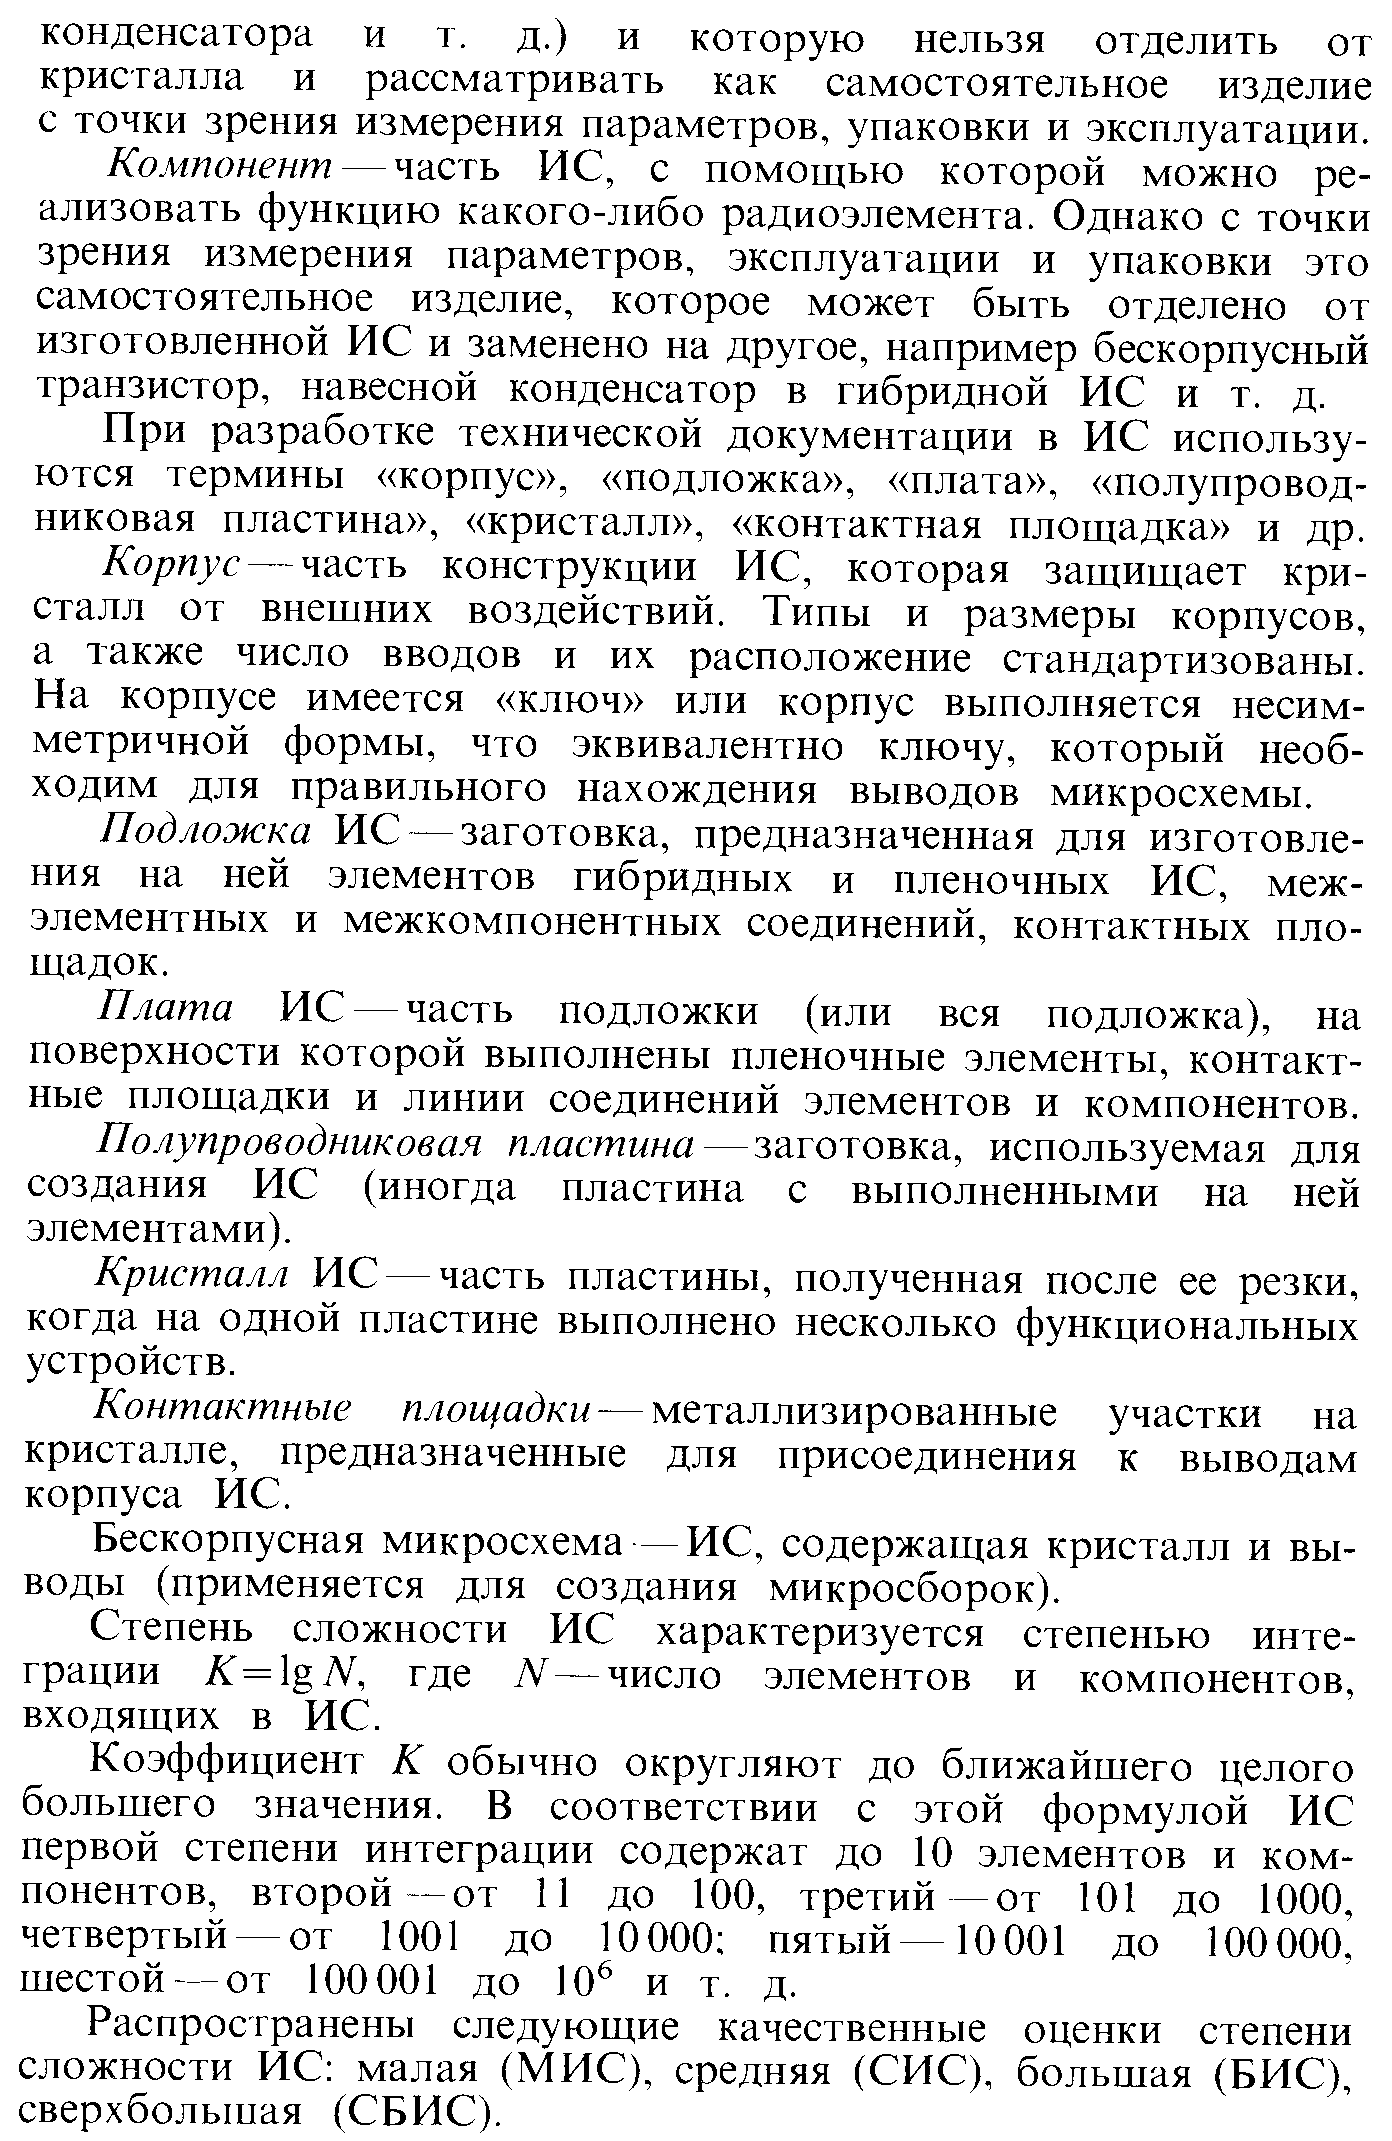 конденсатора и т. д.) и которую нельзя отделить от
кристалла и рассматривать как самостоятельное изделие
с точки зрения измерения параметров, упаковки и эксплуатации.
Компонент — часть ИС, с помощью которой можно ре-
ализовать функцию какого-либо радиоэлемента. Однако с точки
зрения измерения параметров, эксплуатации и упаковки это
самостоятельное изделие, которое может быть отделено от
изготовленной ИС и заменено на другое, например бескорпусный
транзистор, навесной конденсатор в гибридной ИС и т. д.
При разработке технической документации в ИС использу-
ются термины «корпус», «подложка», «плата», «полупровод-
никовая пластина», «кристалл», «контактная площадка» и др.
Корпус — часть конструкции ИС, которая защищает кри-
сталл от внешних воздействий. Типы и размеры корпусов,
а также число вводов и их расположение стандартизованы.
На корпусе имеется «ключ» или корпус выполняется несим-
метричной формы, что эквивалентно ключу, который необ-
ходим для правильного нахождения выводов микросхемы.
Подложка ИС — заготовка, предназначенная для изготовле-
ния на ней элементов гибридных и пленочных ИС, меж-
элементных и межкомпонентных соединений, контактных пло-
щадок.
Плата ИС — часть подложки (или вся подложка), на
поверхности которой выполнены пленочные элементы, контакт-
ные площадки и линии соединений элементов и компонентов.
Полупроводниковая пластина — заготовка, используемая для
создания ИС (иногда пластина с выполненными на ней
элементами).
Кристалл ИС — часть пластины, полученная после ее резки,
когда на одной пластине выполнено несколько функциональных
устройств.
Контактные площадки — металлизированные участки на
кристалле, предназначенные для присоединения к выводам
корпуса ИС.
Бескорпусная микросхема — ИС, содержащая кристалл и вы-
воды (применяется для создания микросборок).
Степень сложности ИС характеризуется степенью инте-
грации K = lg N, где N — число элементов и компонентов,
входящих в ИС.
Коэффициент K обычно округляют до ближайшего целого
большего значения. В соответствии с этой формулой ИС
первой степени интеграции содержат до 10 элементов и ком-
понентов, второй — от 11 до 100, третий — от 101 до 1000,
четвертый — от 1001 до 10 000; пятый — 10 001 до 100 000,
шестой — от 100 001 до 10⁶ и т. д.
Распространены следующие качественные оценки степени
сложности ИС: малая (МИС), средняя (СИС), большая (БИС),
сверхбольшая (СБИС).